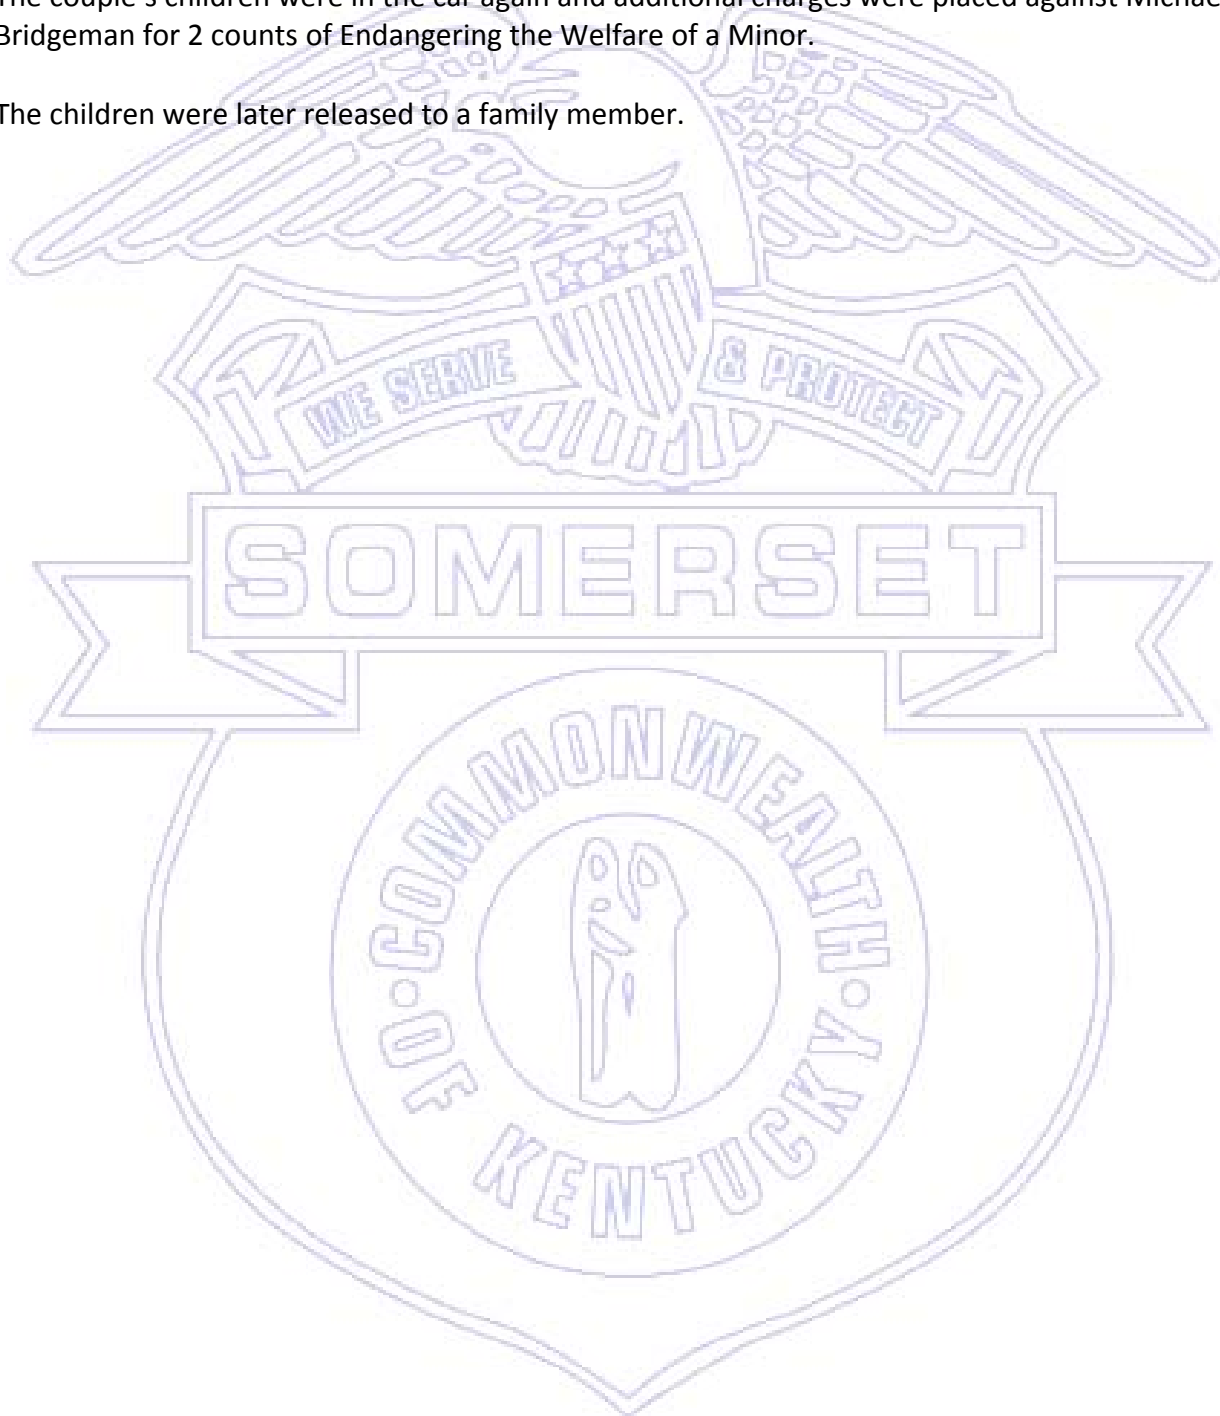 The couple's children were in the car again and additional charges were placed against Michael
Bridgeman for 2 counts of Endangering the Welfare of a Minor.
The children were later released to a family member.
WE SERVE & PROTECT
SOMERSET
COMMONWEALTH
OF KENTUCKY